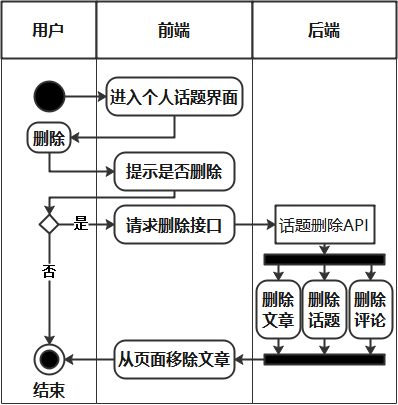 用户
前端
后端
进入个人话题界面
删除
提示是否删除
是
请求删除接口
话题删除API
否
删除
文章
删除
话题
删除
评论
从页面移除文章
结束